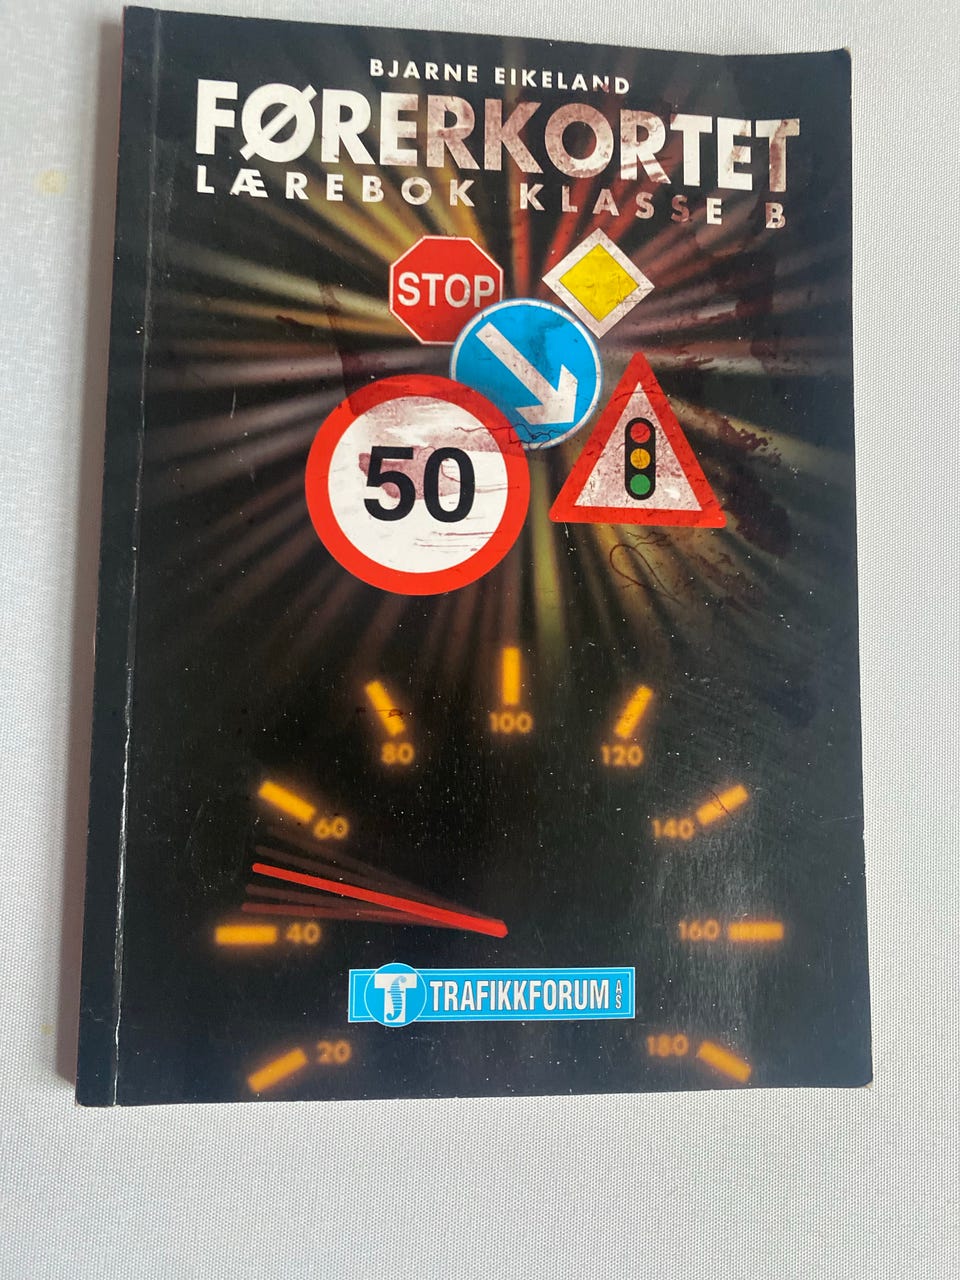 BJARNE EIKELAND
FØRERKORTET
LÆREBOK KLASSE B
STOP
50
100
80
120
60
140
40
160
TRAFIKKFORUM AS
20
180